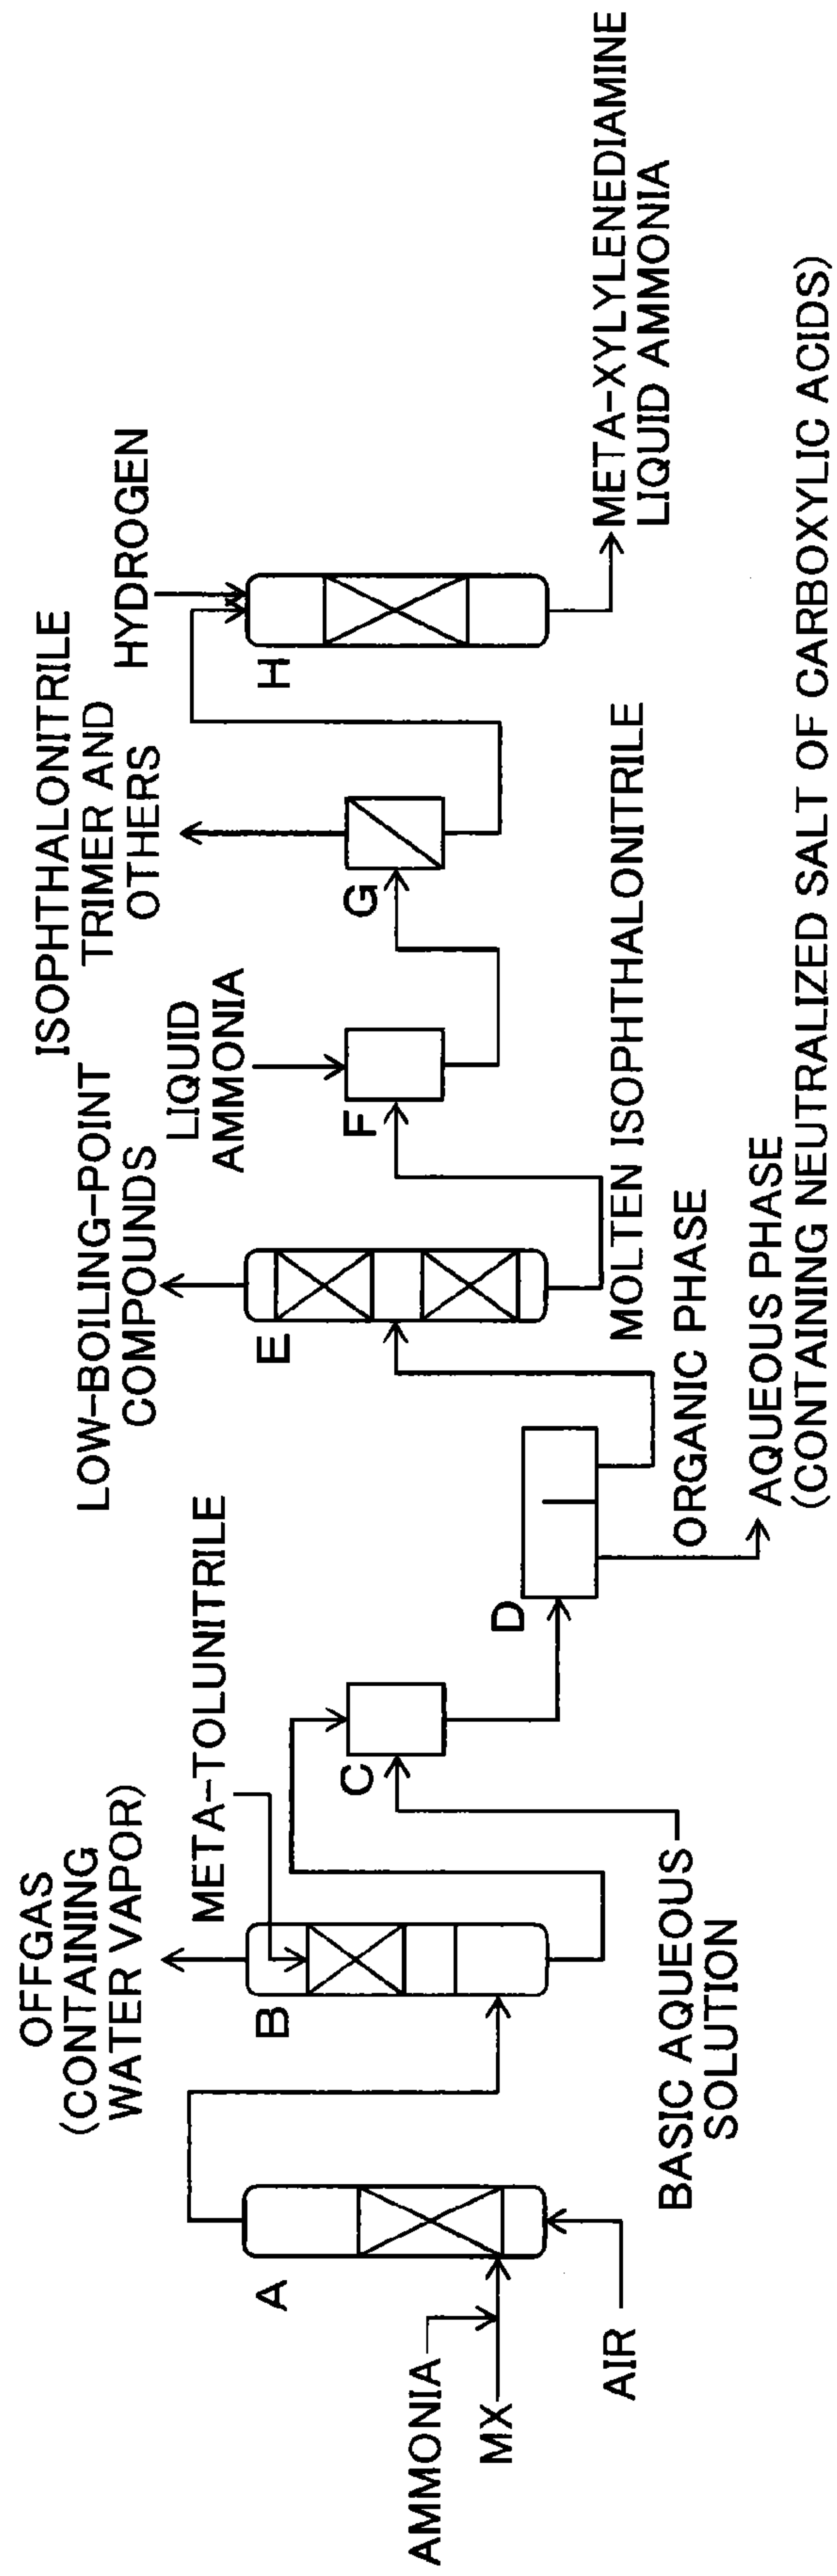 AMMONIA
MX
AIR
A
OFFGAS
(CONTAINING
WATER VAPOR)
META-TOLUNITRILE
B
BASIC AQUEOUS
SOLUTION
C
D
ORGANIC PHASE
AQUEOUS PHASE
(CONTAINING NEUTRALIZED SALT OF CARBOXYLIC ACIDS)
LOW-BOILING-POINT
COMPOUNDS
E
MOLTEN ISOPHTHALONITRILE
LIQUID
AMMONIA
F
ISOPHTHALONITRILE
TRIMER AND
OTHERS
G
HYDROGEN
H
META-XYLYLENEDIAMINE
LIQUID AMMONIA